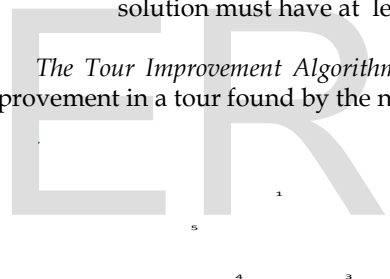 solution must have at le
The Tour Improvement Algorithm
provement in a tour found by the n
ER
1
5
4 3